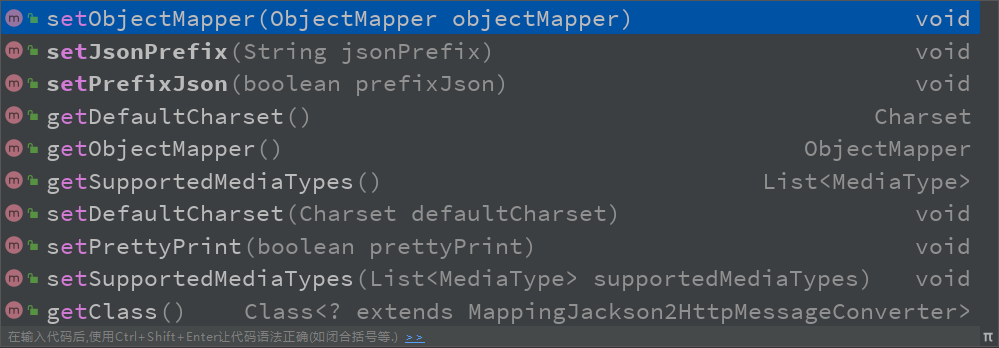 setObjectMapper(ObjectMapper objectMapper) void
setJsonPrefix(String jsonPrefix) void
setPrefixJson(boolean prefixJson) void
getDefaultCharset() Charset
getObjectMapper() ObjectMapper
getSupportedMediaTypes() List<MediaType>
setDefaultCharset(Charset defaultCharset) void
setPrettyPrint(boolean prettyPrint) void
setSupportedMediaTypes(List<MediaType> supportedMediaTypes) void
getClass() Class<? extends MappingJackson2HttpMessageConverter>
在输入代码后,使用Ctrl+Shift+Enter让代码语法正确(如闭合括号等.) >> π